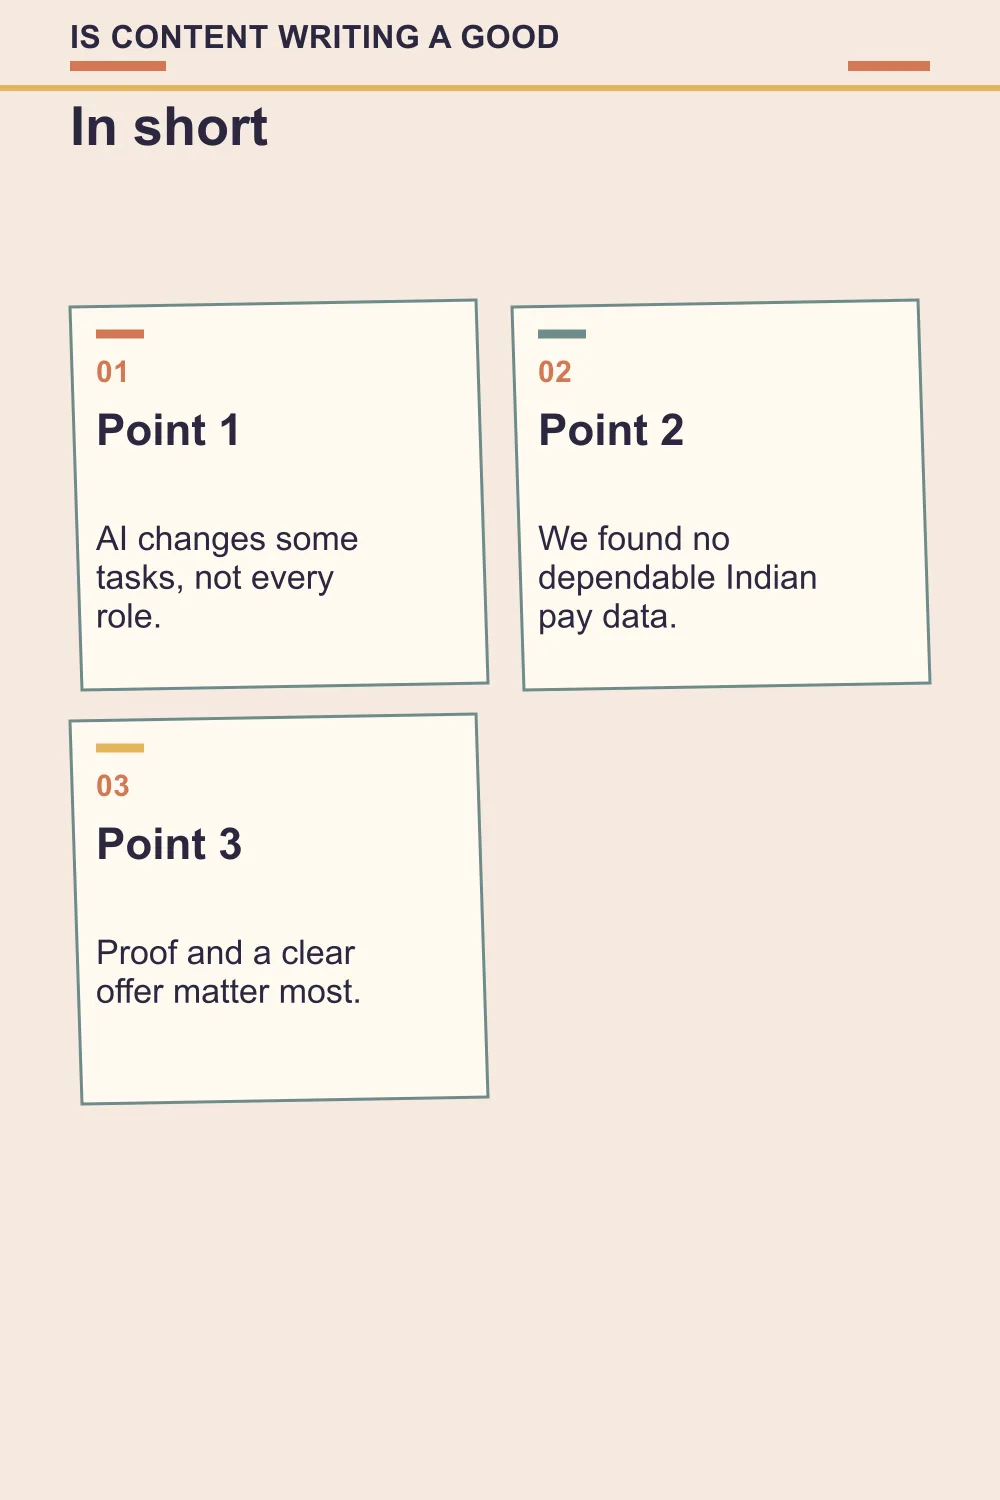 IS CONTENT WRITING A GOOD
In short
01
Point 1
AI changes some
tasks, not every
role.
02
Point 2
We found no
dependable Indian
pay data.
03
Point 3
Proof and a clear
offer matter most.